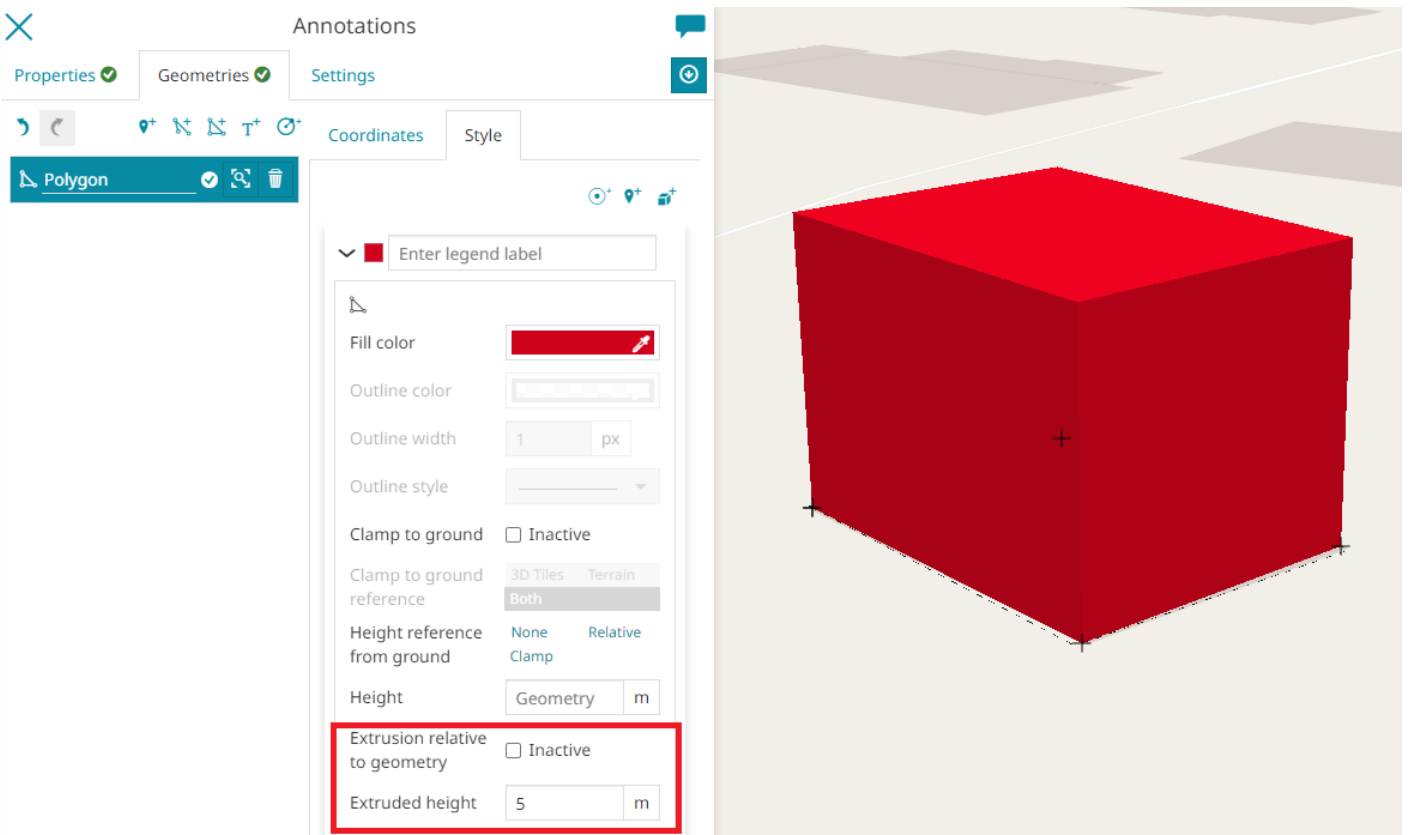 Annotations
Properties
Geometries
Settings
T+
Coordinates
Style
Polygon
Enter legend label
Fill color
Outline color
Outline width
1
px
Outline style
Clamp to ground
Inactive
Clamp to ground
reference
3D Tiles
Terrain
Both
Height reference
from ground
None
Relative
Clamp
Height
Geometry
m
Extrusion relative
to geometry
Inactive
Extruded height
5
m